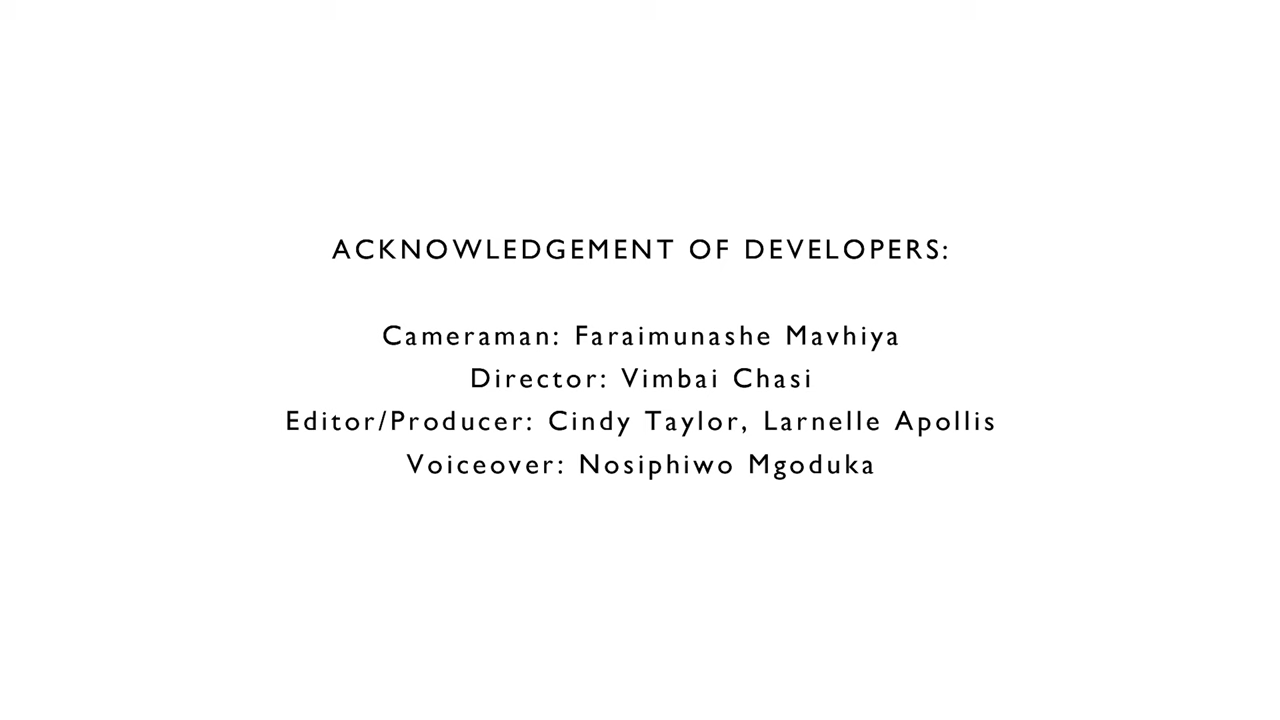 ACKNOWLEDGEMENT OF DEVELOPERS:
Cameraman: Faraimunashe Mavhiya
Director: Vimbai Chasi
Editor/Producer: Cindy Taylor, Larnelle Apollis
Voiceover: Nosiphiwo Mgoduka